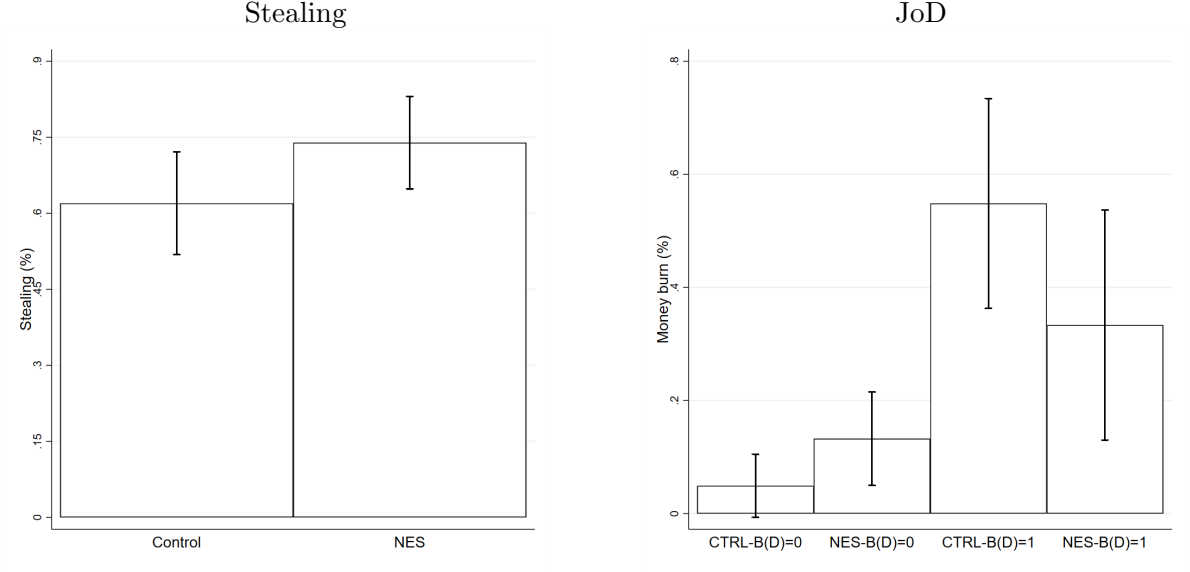 Stealing
Stealing (%)
.9
.75
.6
.45
.3
.15
0
Control
NES
JoD
Money burn (%)
.8
.6
.4
.2
0
CTRL-B(D)=0
NES-B(D)=0
CTRL-B(D)=1
NES-B(D)=1